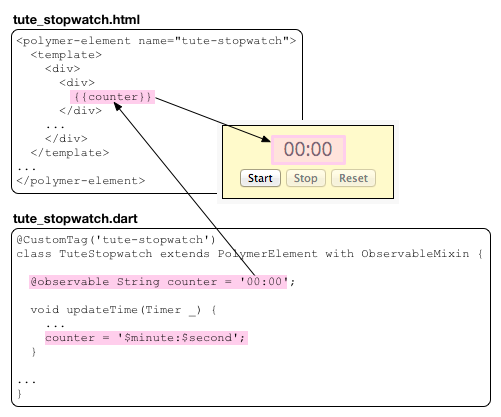 tute_stopwatch.html
<polymer-element name="tute-stopwatch">
<template>
<div>
<div>
{{counter}}
</div>
...
</div>
</template>
...
</polymer-element>
00:00
Start Stop Reset
tute_stopwatch.dart
@CustomTag('tute-stopwatch')
class TuteStopwatch extends PolymerElement with ObservableMixin {
@observable String counter = '00:00';
void updateTime(Timer _) {
...
counter = '$minute:$second';
}
...
}